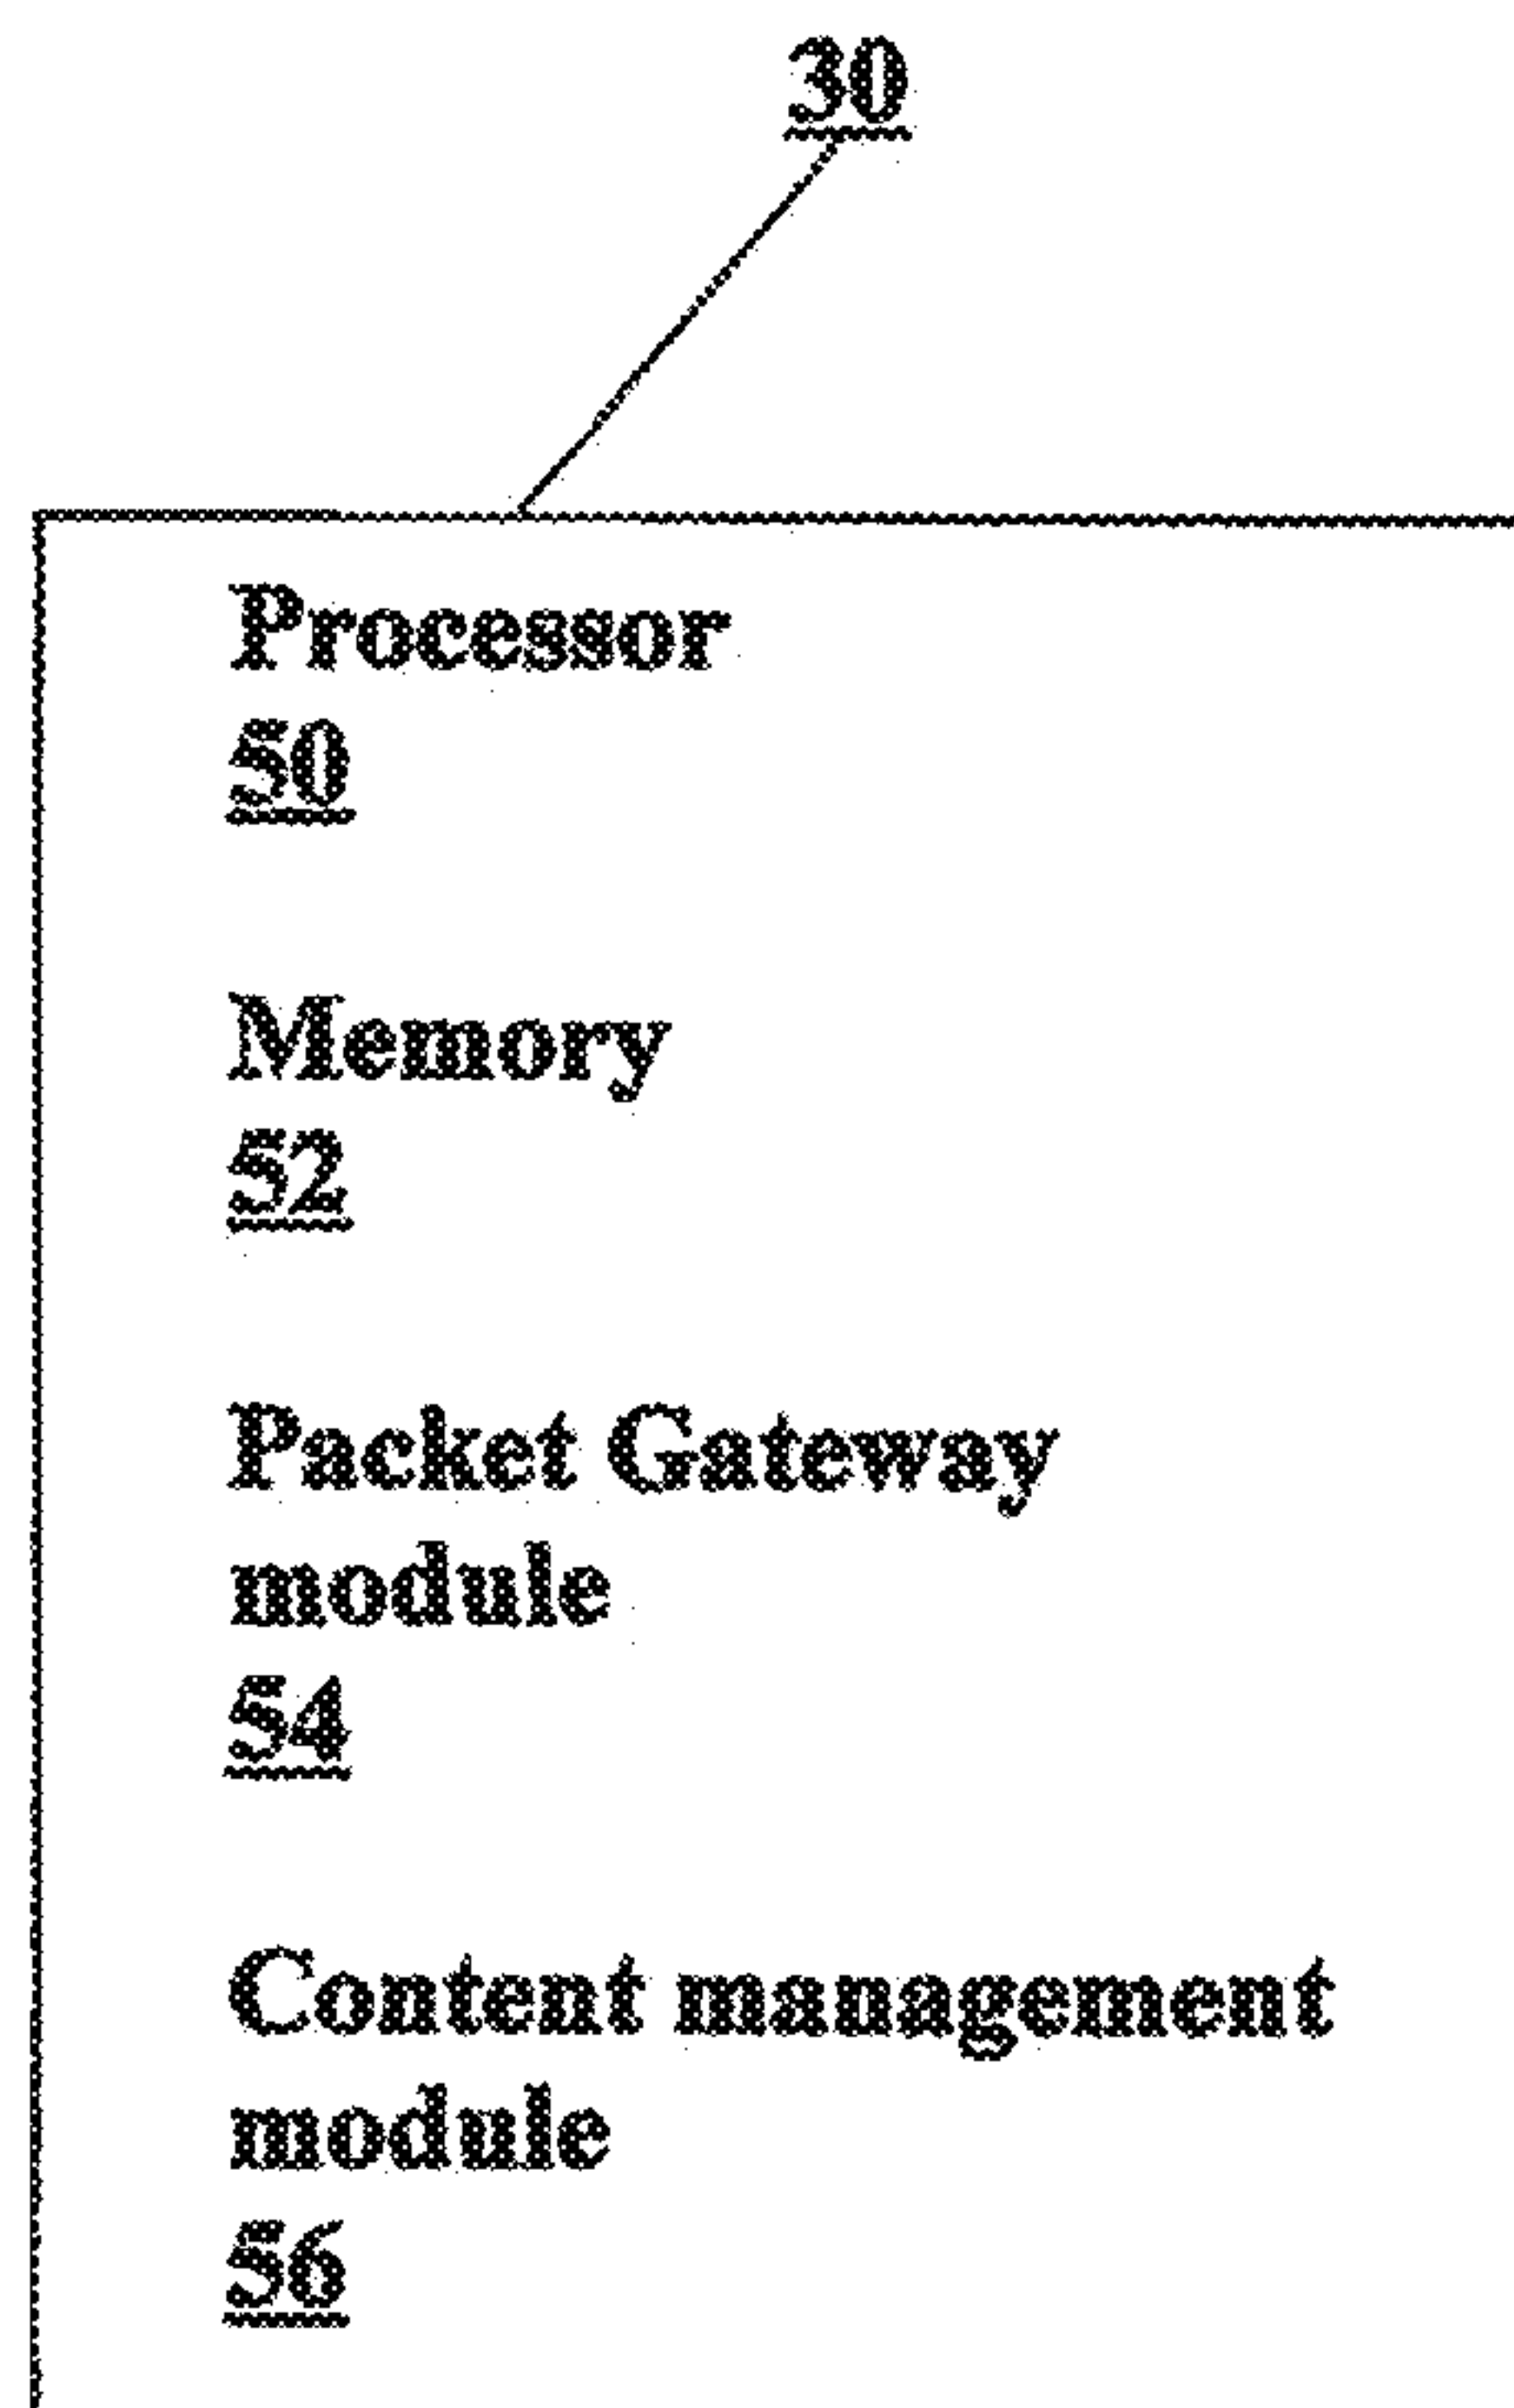 30
Processor
50
Memory
52
Packet Gateway
module
54
Content management
module
56